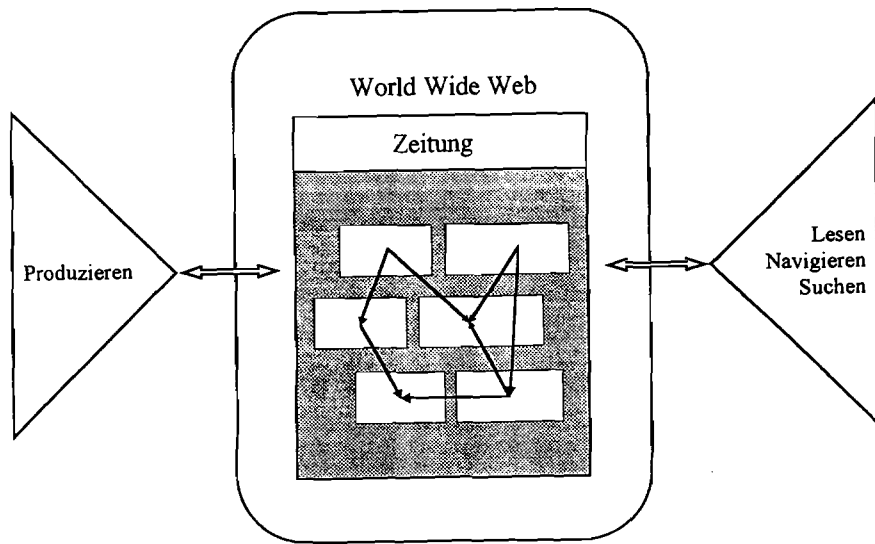 World Wide Web
Zeitung
Produzieren
Lesen
Navigieren
Suchen